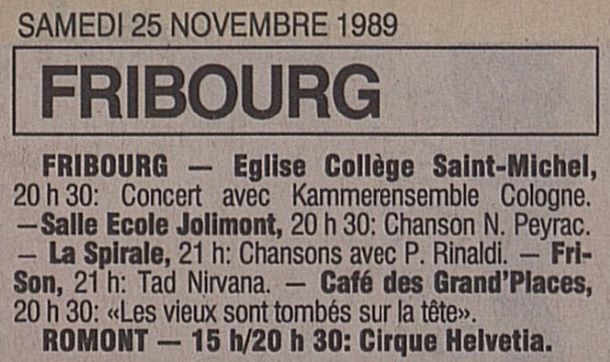 SAMEDI 25 NOVEMBRE 1989
FRIBOURG
FRIBOURG — Eglise Collège Saint-Michel,
20 h 30: Concert avec Kammerensemble Cologne.
—Salle Ecole Jolimont, 20 h 30: Chanson N. Peyrac.
— La Spirale, 21 h: Chansons avec P. Rinaldi. — Fri-
Son, 21 h: Tad Nirvana. — Café des Grand'Places,
20 h 30: «Les vieux sont tombés sur la tête».
ROMONT — 15 h/20 h 30: Cirque Helvetia.